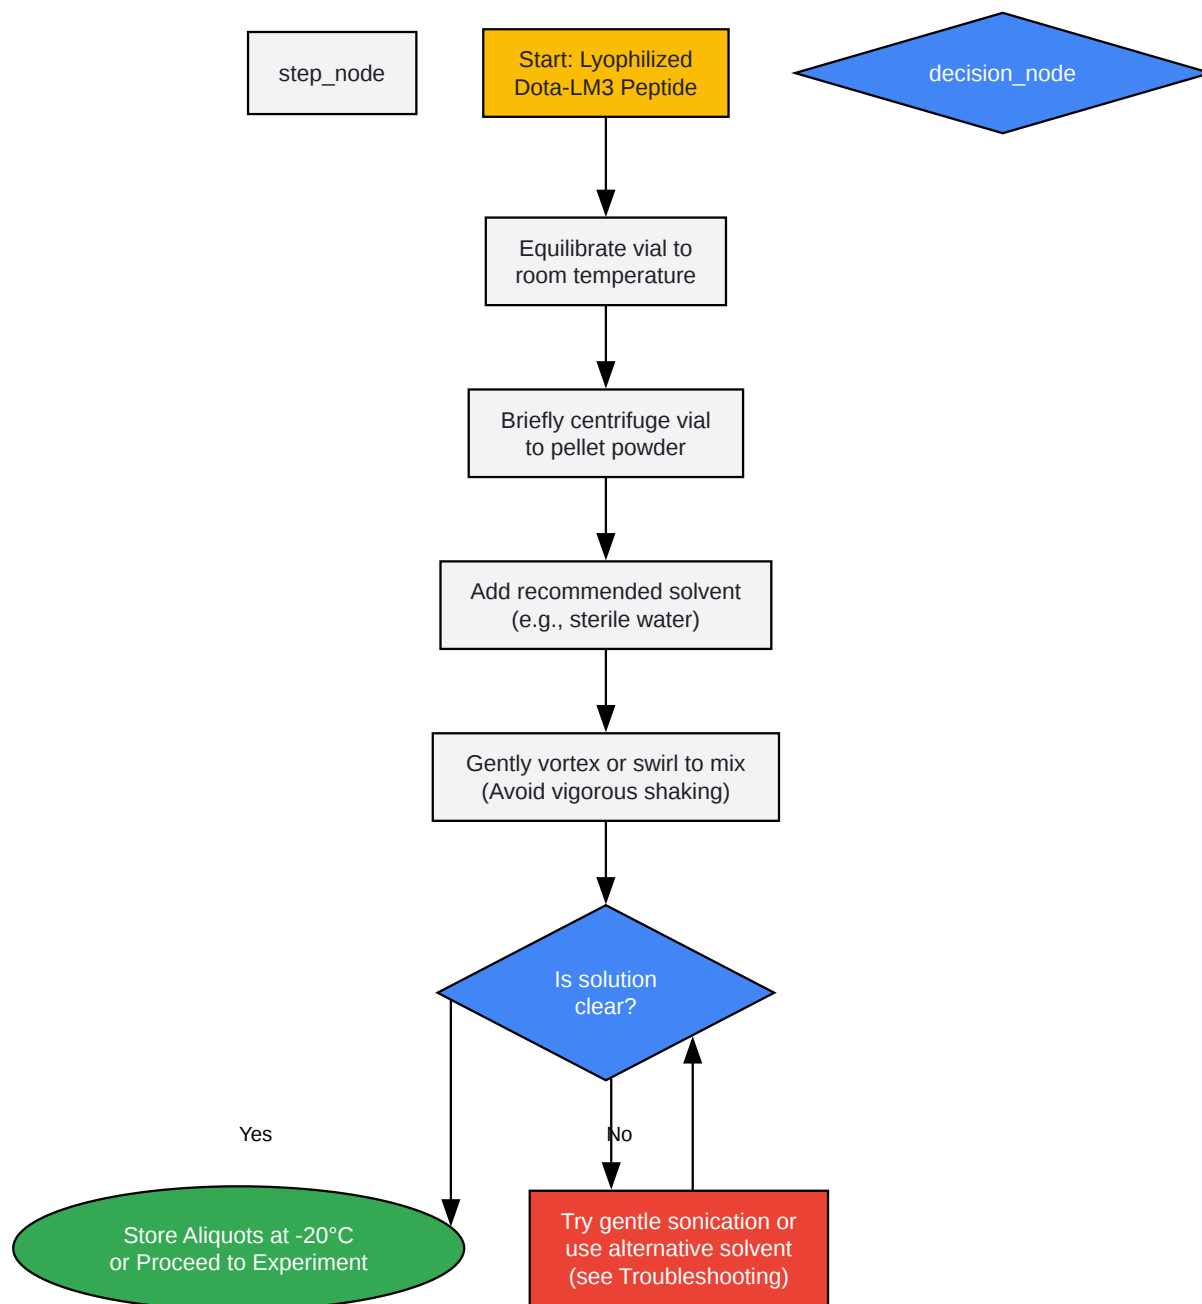 step_node
Start: Lyophilized
Dota-LM3 Peptide
decision_node
Equilibrate vial to
room temperature
Briefly centrifuge vial
to pellet powder
Add recommended solvent
(e.g., sterile water)
Gently vortex or swirl to mix
(Avoid vigorous shaking)
Is solution
clear?
Yes
No
Store Aliquots at -20°C
or Proceed to Experiment
Try gentle sonication or
use alternative solvent
(see Troubleshooting)